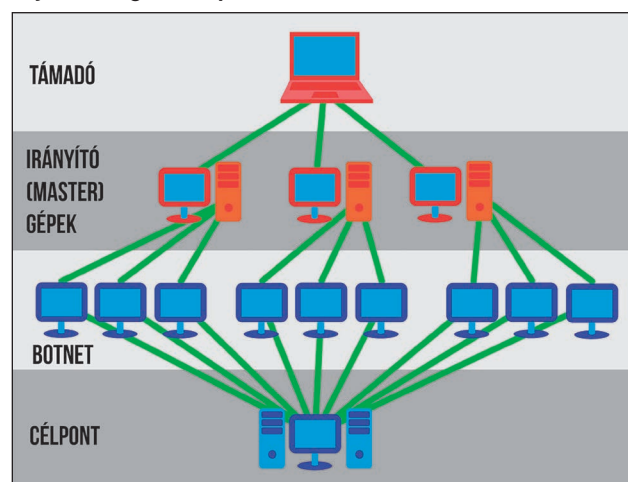 TÁMADÓ
IRÁNYÍTÓ
(MASTER)
GÉPEK
BOTNET
CÉLPONT